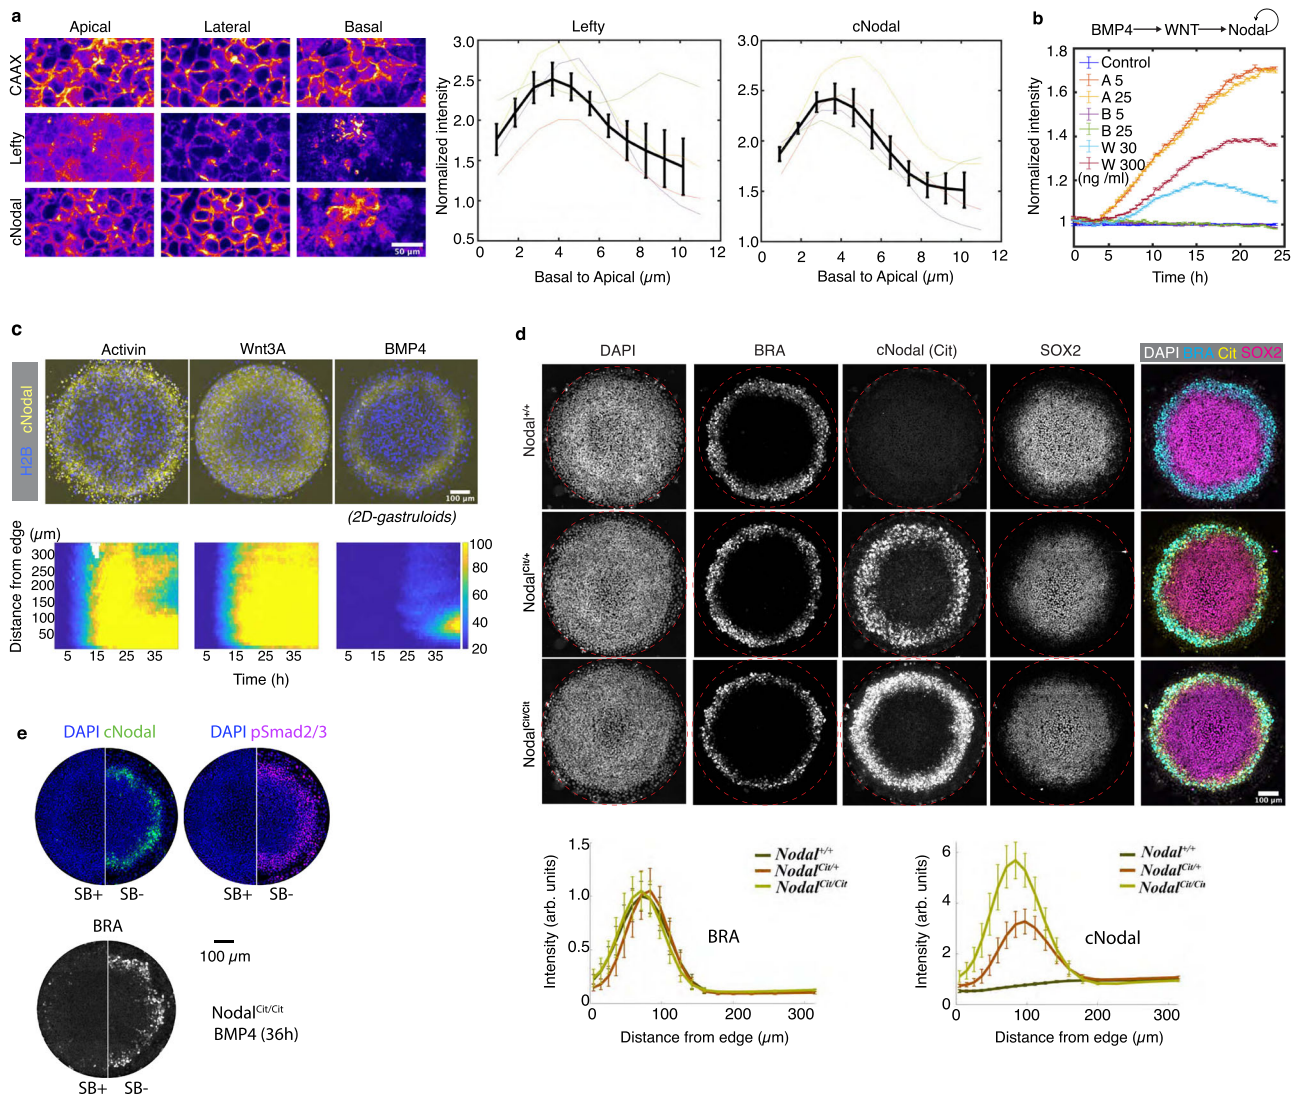 a
Apical Lateral Basal
CAAX
Lefty
cNodal
50 µm
Lefty
Normalized intensity
3.0
2.5
2.0
1.5
1.0
0.5
0 2 4 6 8 10 12
Basal to Apical (µm)
cNodal
3.0
2.5
2.0
1.5
1.0
0 2 4 6 8 10 12
Basal to Apical (µm)
b
BMP4 WNT Nodal
Normalized intensity
1.8
1.6
1.4
1.2
1
Control
A 5
A 25
B 5
B 25
W 30
W 300
(ng /ml)
0 5 10 15 20 25
Time (h)
c
Activin Wnt3A BMP4
H2B cNodal
100 µm
(2D-gastruloids)
Distance from edge
(µm)
300
250
200
150
100
50
5 15 25 35
5 15 25 35
5 15 25 35
100
80
60
40
20
Time (h)
d
DAPI BRA cNodal (Cit) SOX2 DAPI BRA Cit SOX2
Nodal+/+
NodalCit/+
NodalCit/Cit
100 µm
Intensity (arb. units)
1.5
1.0
0.5
0
Nodal+/+
NodalCit/+
NodalCit/Cit
BRA
0 100 200 300
Distance from edge (µm)
Intensity (arb. units)
6
4
2
0
Nodal+/+
NodalCit/+
NodalCit/Cit
cNodal
0 100 200 300
Distance from edge (µm)
e
DAPI cNodal DAPI pSmad2/3
SB+ SB- SB+ SB-
BRA
100 µm
NodalCit/Cit
BMP4 (36h)
SB+ SB-